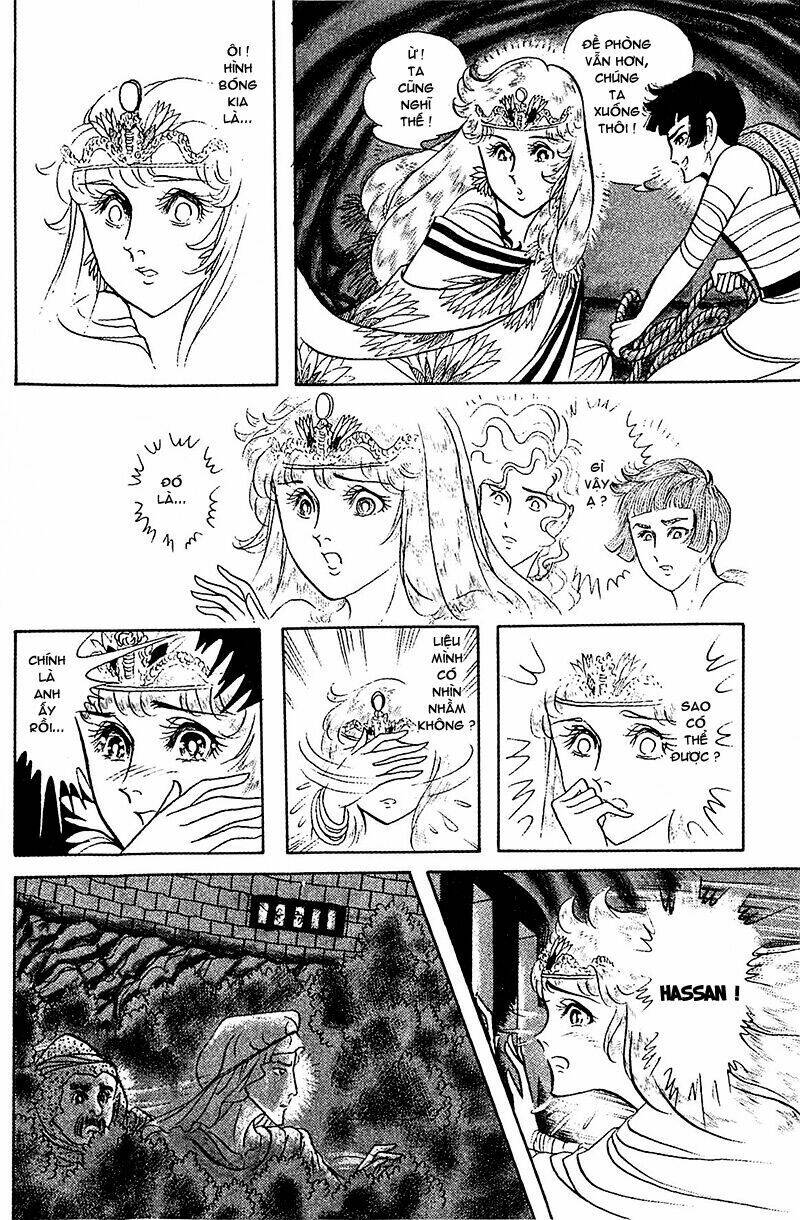 ĐỀ PHÒNG
VẪN HƠN,
CHÚNG
TA
XUỐNG
THÔI !
Ừ !
TA
CŨNG
NGHĨ
THẾ !
ÔI !
HÌNH
BÓNG
KIA
LÀ...
GÌ
VẬY
Ạ ?
ĐÓ
LÀ...
SAO
CÓ
THỂ
ĐƯỢC ?
LIỆU
MÌNH
CÓ
NHÌN
NHẦM
KHÔNG ?
CHÍNH
LÀ
ANH
ẤY
RỒI...
HASSAN !